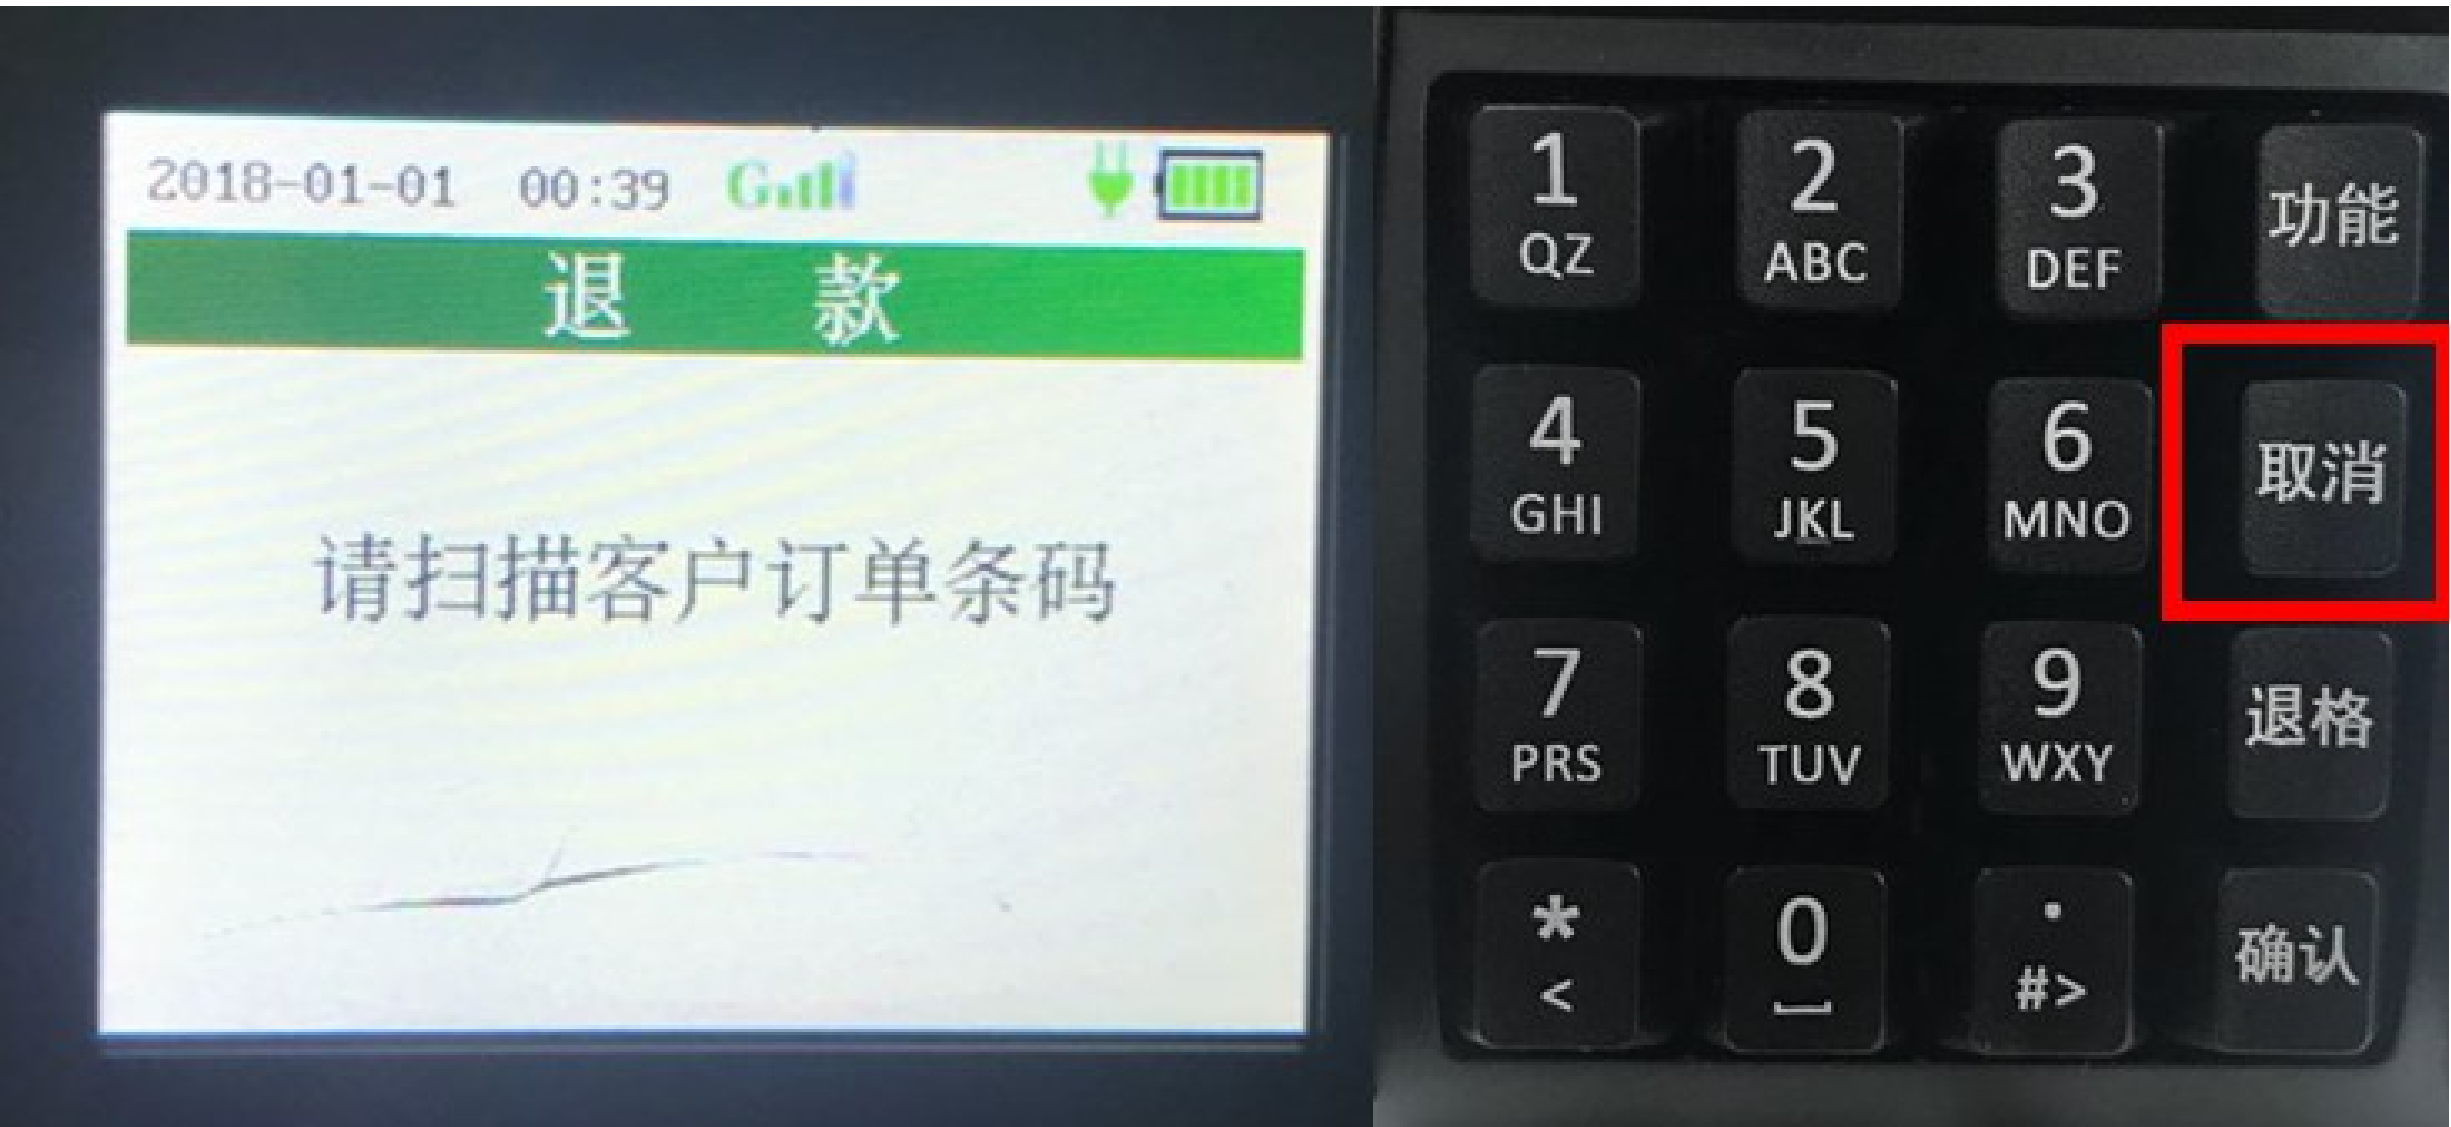 2018-01-01 00:39 G
退 款
请扫描客户订单条码
1 2 3 功能
QZ ABC DEF
4 5 6 取消
GHI JKL MNO
7 8 9 退格
PRS TUV WXY
* 0 . 确认
< ⎵ #>